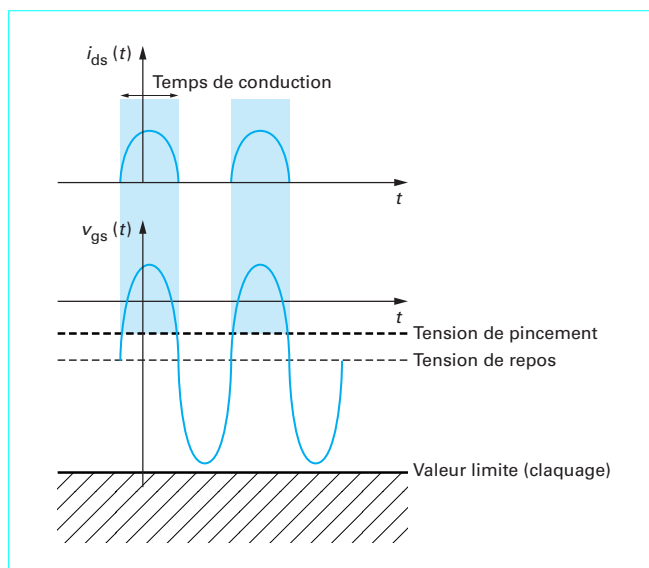 i_ds (t)
Temps de conduction
t
v_gs (t)
t
Tension de pincement
Tension de repos
Valeur limite (claquage)